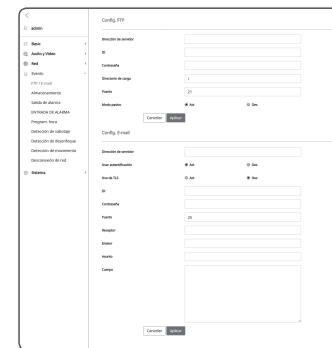 admin
Basic
Audio y Video
Red
Evento
FTP / E-mail
Almacenamiento
Salida de alarma
ENTRADA DE ALARMA
Program. hora
Detección de sabotaje
Detección de desenfoque
Detección de movimiento
Desconexión de red
Sistema
Config. FTP
Dirección de servidor
ID
Contraseña
Directorio de carga
/
Puerto
21
Modo pasivo
Act
Des
Cancelar
Aplicar
Config. E-mail
Dirección de servidor
Usar autentificación
Act
Des
Uso de TLS
Act
Des
ID
Contraseña
Puerto
25
Receptor
Emisor
Asunto
Cuerpo
Cancelar
Aplicar